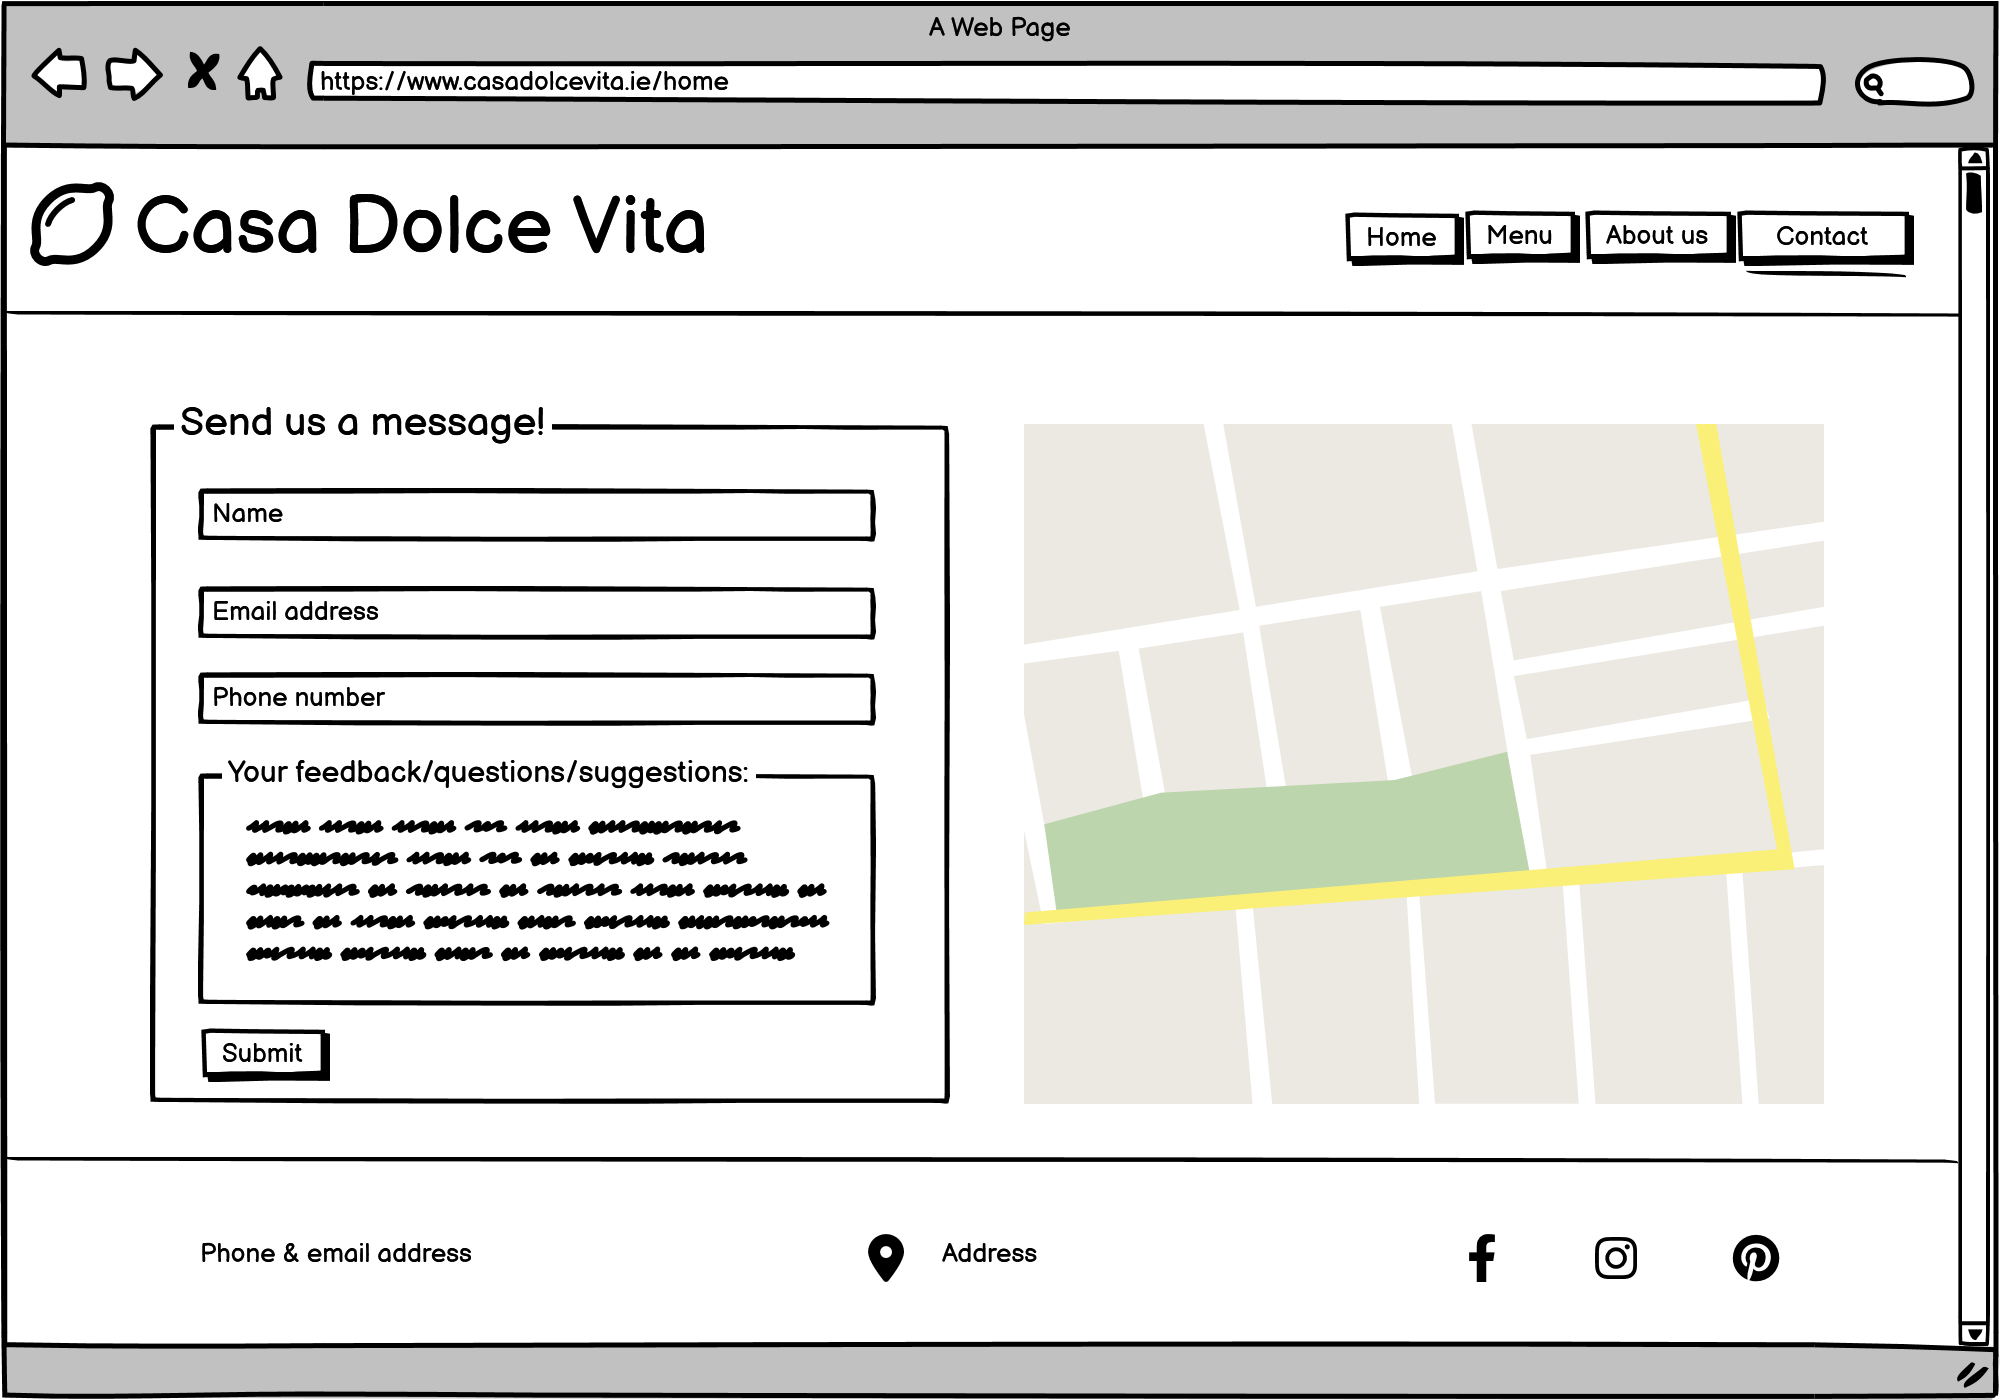 A Web Page
https://www.casadolcevita.ie/home
Casa Dolce Vita
Home Menu About us Contact
Send us a message!
Name
Email address
Phone number
Your feedback/questions/suggestions:
Submit
Phone & email address
Address